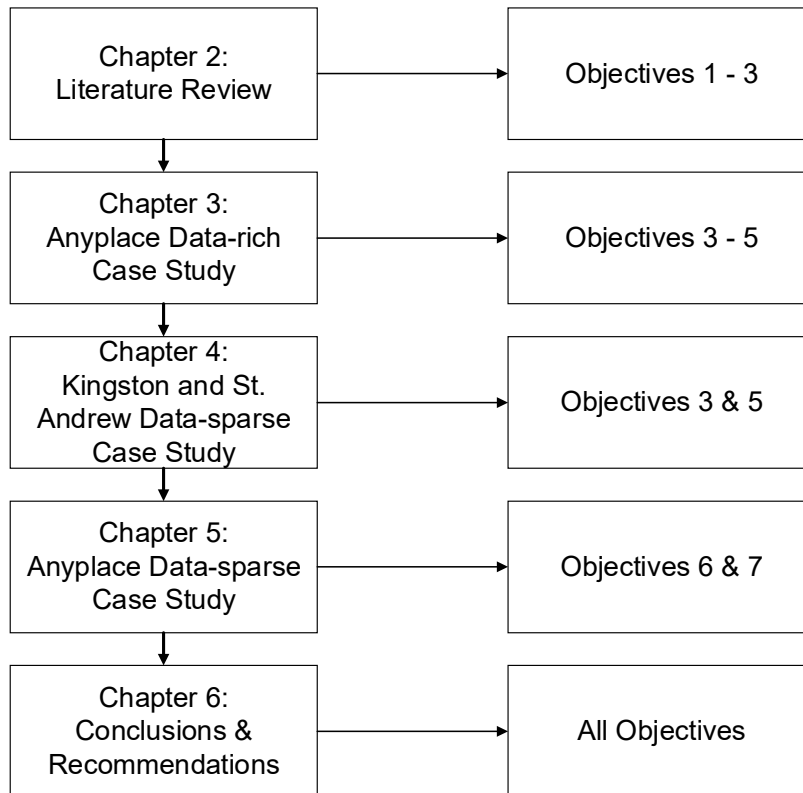 Chapter 2:
Literature Review
Objectives 1 - 3
Chapter 3:
Anyplace Data-rich
Case Study
Objectives 3 - 5
Chapter 4:
Kingston and St.
Andrew Data-sparse
Case Study
Objectives 3 & 5
Chapter 5:
Anyplace Data-sparse
Case Study
Objectives 6 & 7
Chapter 6:
Conclusions &
Recommendations
All Objectives